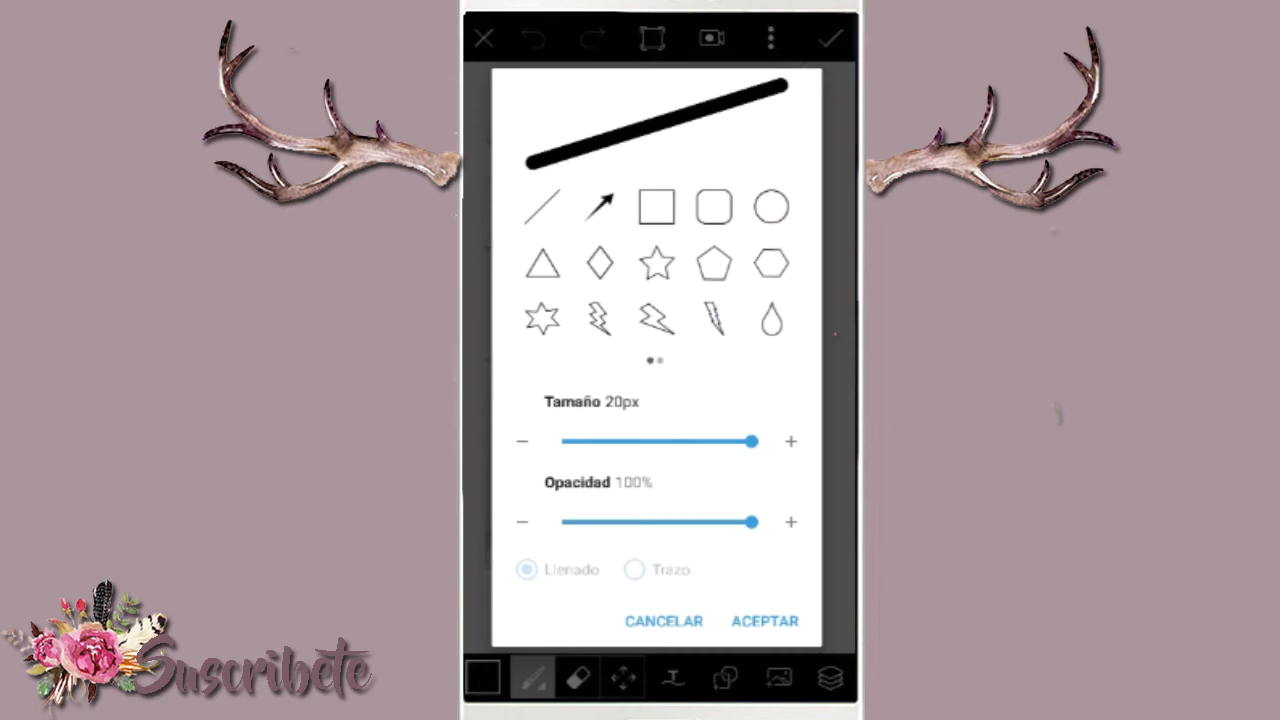 Tamaño 20px
Opacidad 100%
Llenado Trazo
CANCELAR ACEPTAR
Suscribete